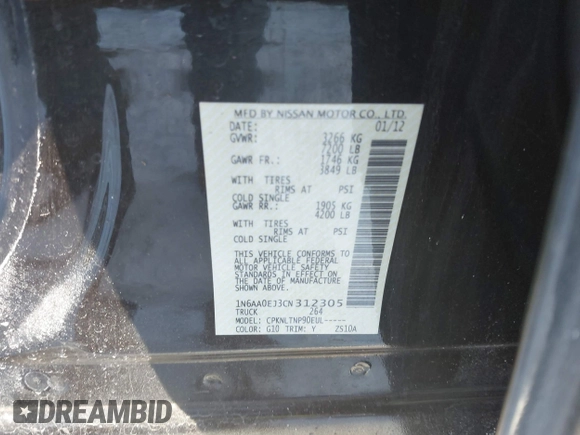 MFD BY NISSAN MOTOR CO., LTD.
DATE: 01/12
GVWR: 3266 KG
7200 LB
GAWR FR.: 1746 KG
3849 LB
WITH TIRES
RIMS AT PSI
COLD SINGLE
GAWR RR.: 1905 KG
4200 LB
WITH TIRES
RIMS AT PSI
COLD SINGLE
THIS VEHICLE CONFORMS TO
ALL APPLICABLE FEDERAL
MOTOR VEHICLE SAFETY
STANDARDS IN EFFECT ON
THE DATE OF MANUFACTURE
SHOWN ABOVE.
1N6AA0EJ3CN312305
TRUCK 264
MODEL: CPKNLTNP90EUL-----
COLOR: G10 TRIM: Y ZS10A
DREAMBID